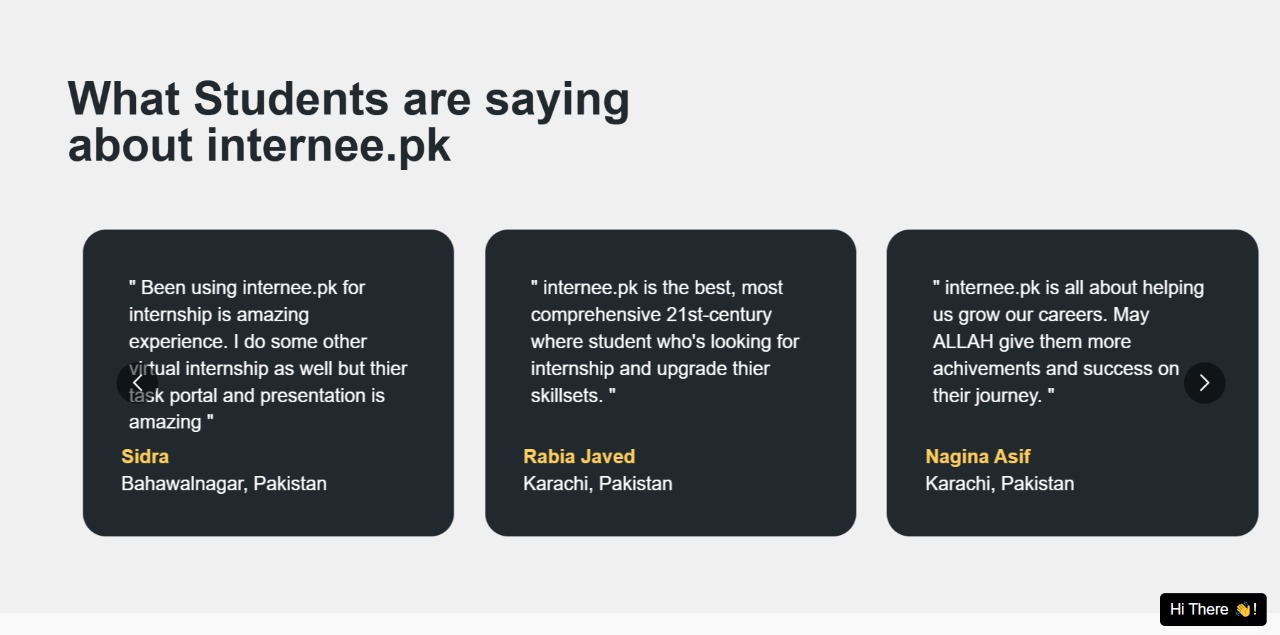 What Students are saying
about internee.pk
" Been using internee.pk for
internship is amazing
experience. I do some other
virtual internship as well but thier
task portal and presentation is
amazing "
Sidra
Bahawalnagar, Pakistan
" internee.pk is the best, most
comprehensive 21st-century
where student who's looking for
internship and upgrade thier
skillsets. "
Rabia Javed
Karachi, Pakistan
" internee.pk is all about helping
us grow our careers. May
ALLAH give them more
achivements and success on
their journey. "
Nagina Asif
Karachi, Pakistan
Hi There 👋!